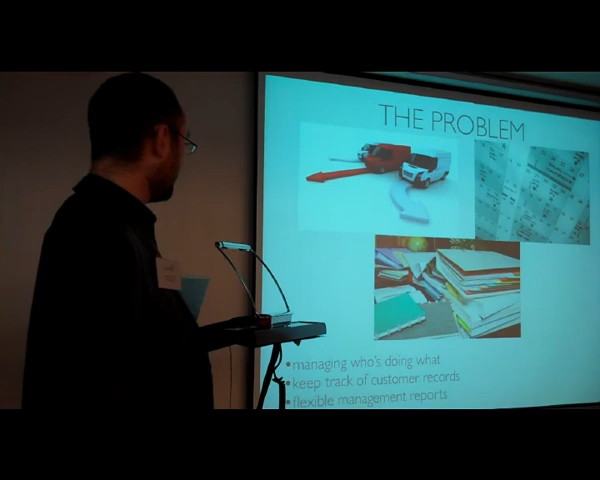 THE PROBLEM
•managing who's doing what
•keep track of customer records
•flexible management reports